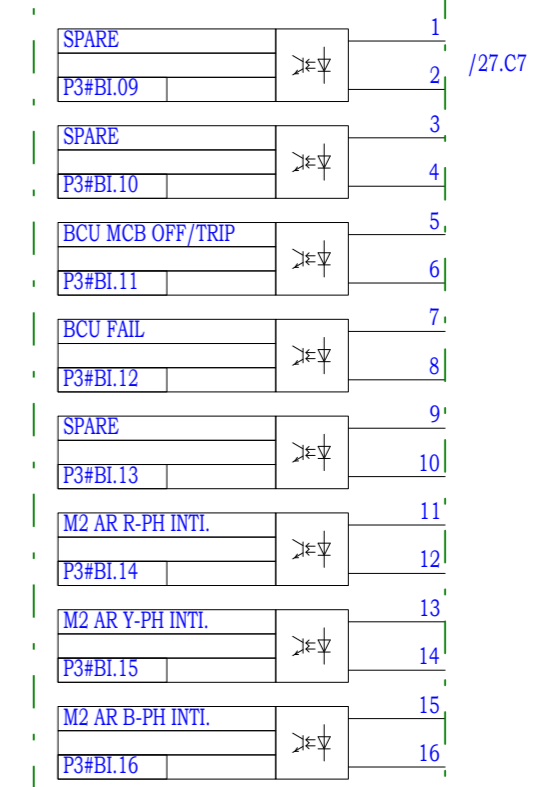 SPARE
1
/27.C7
2
P3#BI.09
SPARE
3
4
P3#BI.10
BCU MCB OFF/TRIP
5
6
P3#BI.11
BCU FAIL
7
8
P3#BI.12
SPARE
9
10
P3#BI.13
M2 AR R-PH INTI.
11
12
P3#BI.14
M2 AR Y-PH INTI.
13
14
P3#BI.15
M2 AR B-PH INTI.
15
16
P3#BI.16